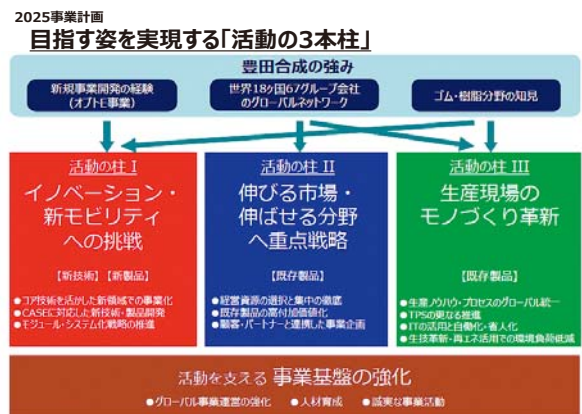 2025事業計画
目指す姿を実現する「活動の3本柱」
豊田合成の強み
新規事業開発の経験
(オプトE事業)
世界18ヶ国67グループ会社
のグローバルネットワーク
ゴム・樹脂分野の知見
活動の柱 I
イノベーション・
新モビリティ
への挑戦
【新技術】【新製品】
●コア技術を活かした新領域での事業化
●CASEに対応した新技術・製品開発
●モジュール・システム化戦略の推進
活動の柱 II
伸びる市場・
伸ばせる分野
へ重点戦略
【既存製品】
●経営資源の選択と集中の徹底
●既存製品の高付加価値化
●顧客・パートナーと連携した事業企画
活動の柱 III
生産現場の
モノづくり革新
【既存製品】
●生産ノウハウ・プロセスのグローバル統一
●TPSの更なる推進
●ITの活用と自動化・省人化
●生技革新・再エネ活用での環境負荷低減
活動を支える 事業基盤の強化
●グローバル事業運営の強化 ●人材育成 ●誠実な事業活動